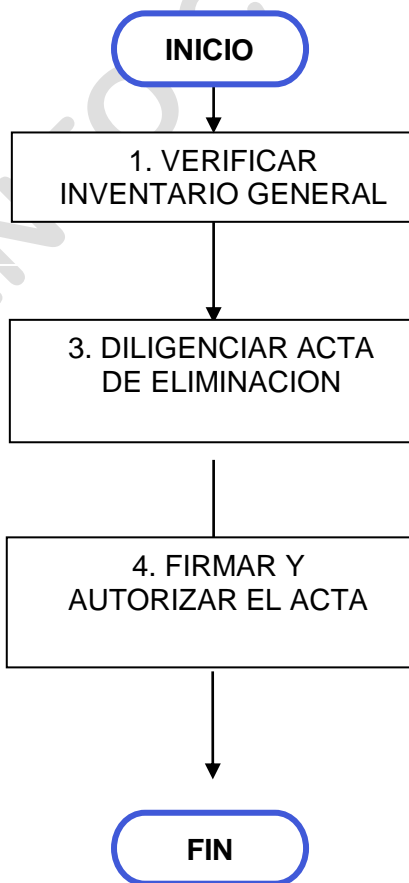 INICIO
1. VERIFICAR
INVENTARIO GENERAL
3. DILIGENCIAR ACTA
DE ELIMINACION
4. FIRMAR Y
AUTORIZAR EL ACTA
FIN